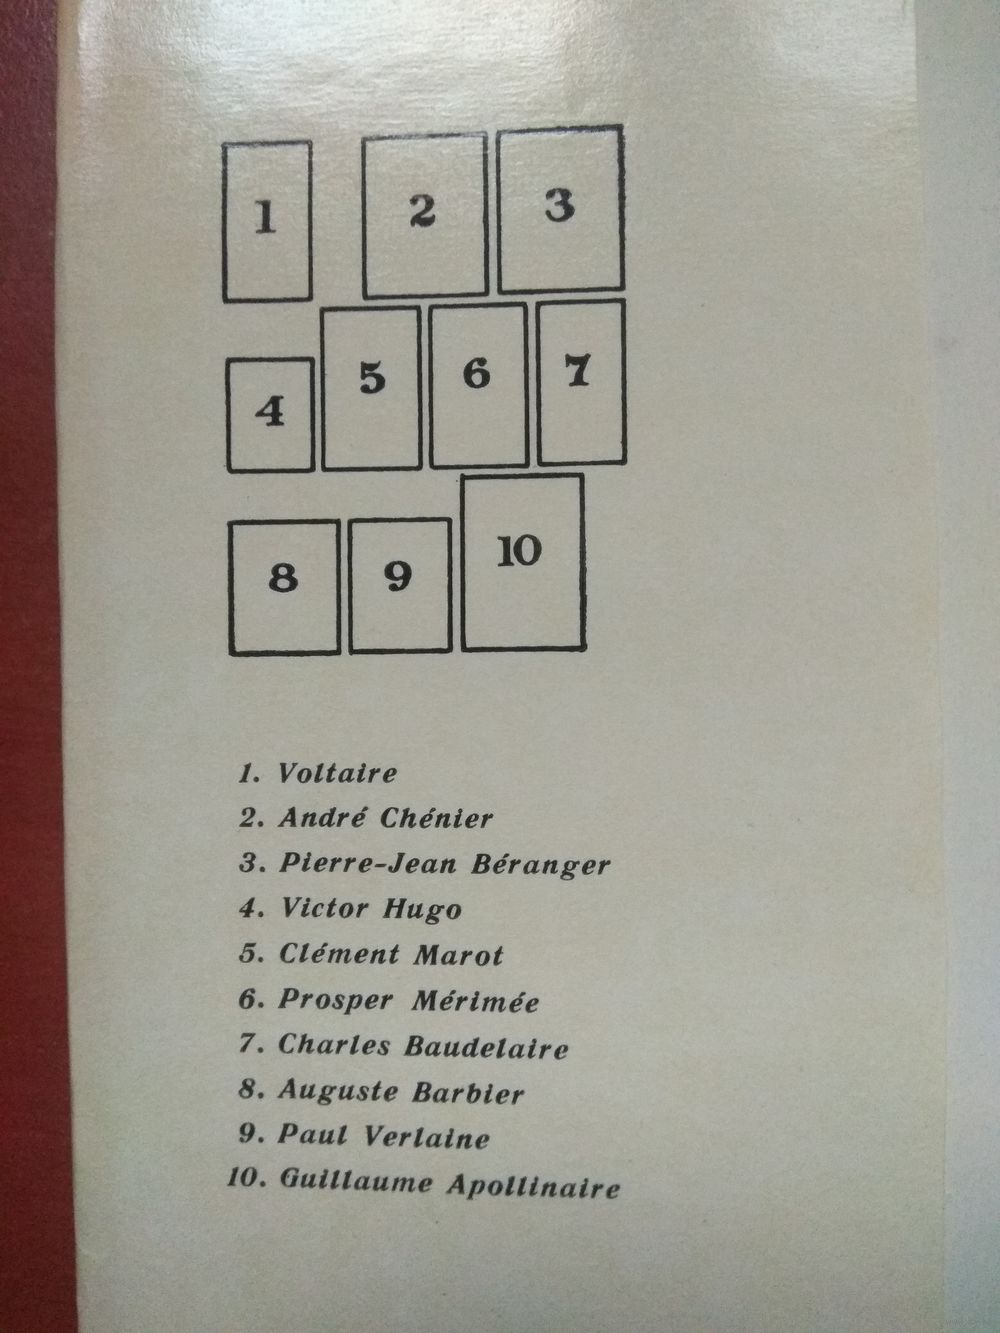 1
2
3
4
5
6
7
8
9
10
1. Voltaire
2. André Chénier
3. Pierre-Jean Béranger
4. Victor Hugo
5. Clément Marot
6. Prosper Mérimée
7. Charles Baudelaire
8. Auguste Barbier
9. Paul Verlaine
10. Guillaume Apollinaire